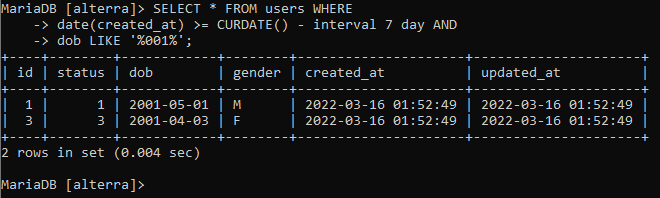 MariaDB [alterra]> SELECT * FROM users WHERE
    -> date(created_at) >= CURDATE() - interval 7 day AND
    -> dob LIKE '%001%';
+----+--------+------------+--------+---------------------+---------------------+
| id | status | dob        | gender | created_at          | updated_at          |
+----+--------+------------+--------+---------------------+---------------------+
|  1 |      1 | 2001-05-01 | M      | 2022-03-16 01:52:49 | 2022-03-16 01:52:49 |
|  3 |      3 | 2001-04-03 | F      | 2022-03-16 01:52:49 | 2022-03-16 01:52:49 |
+----+--------+------------+--------+---------------------+---------------------+
2 rows in set (0.004 sec)
MariaDB [alterra]>